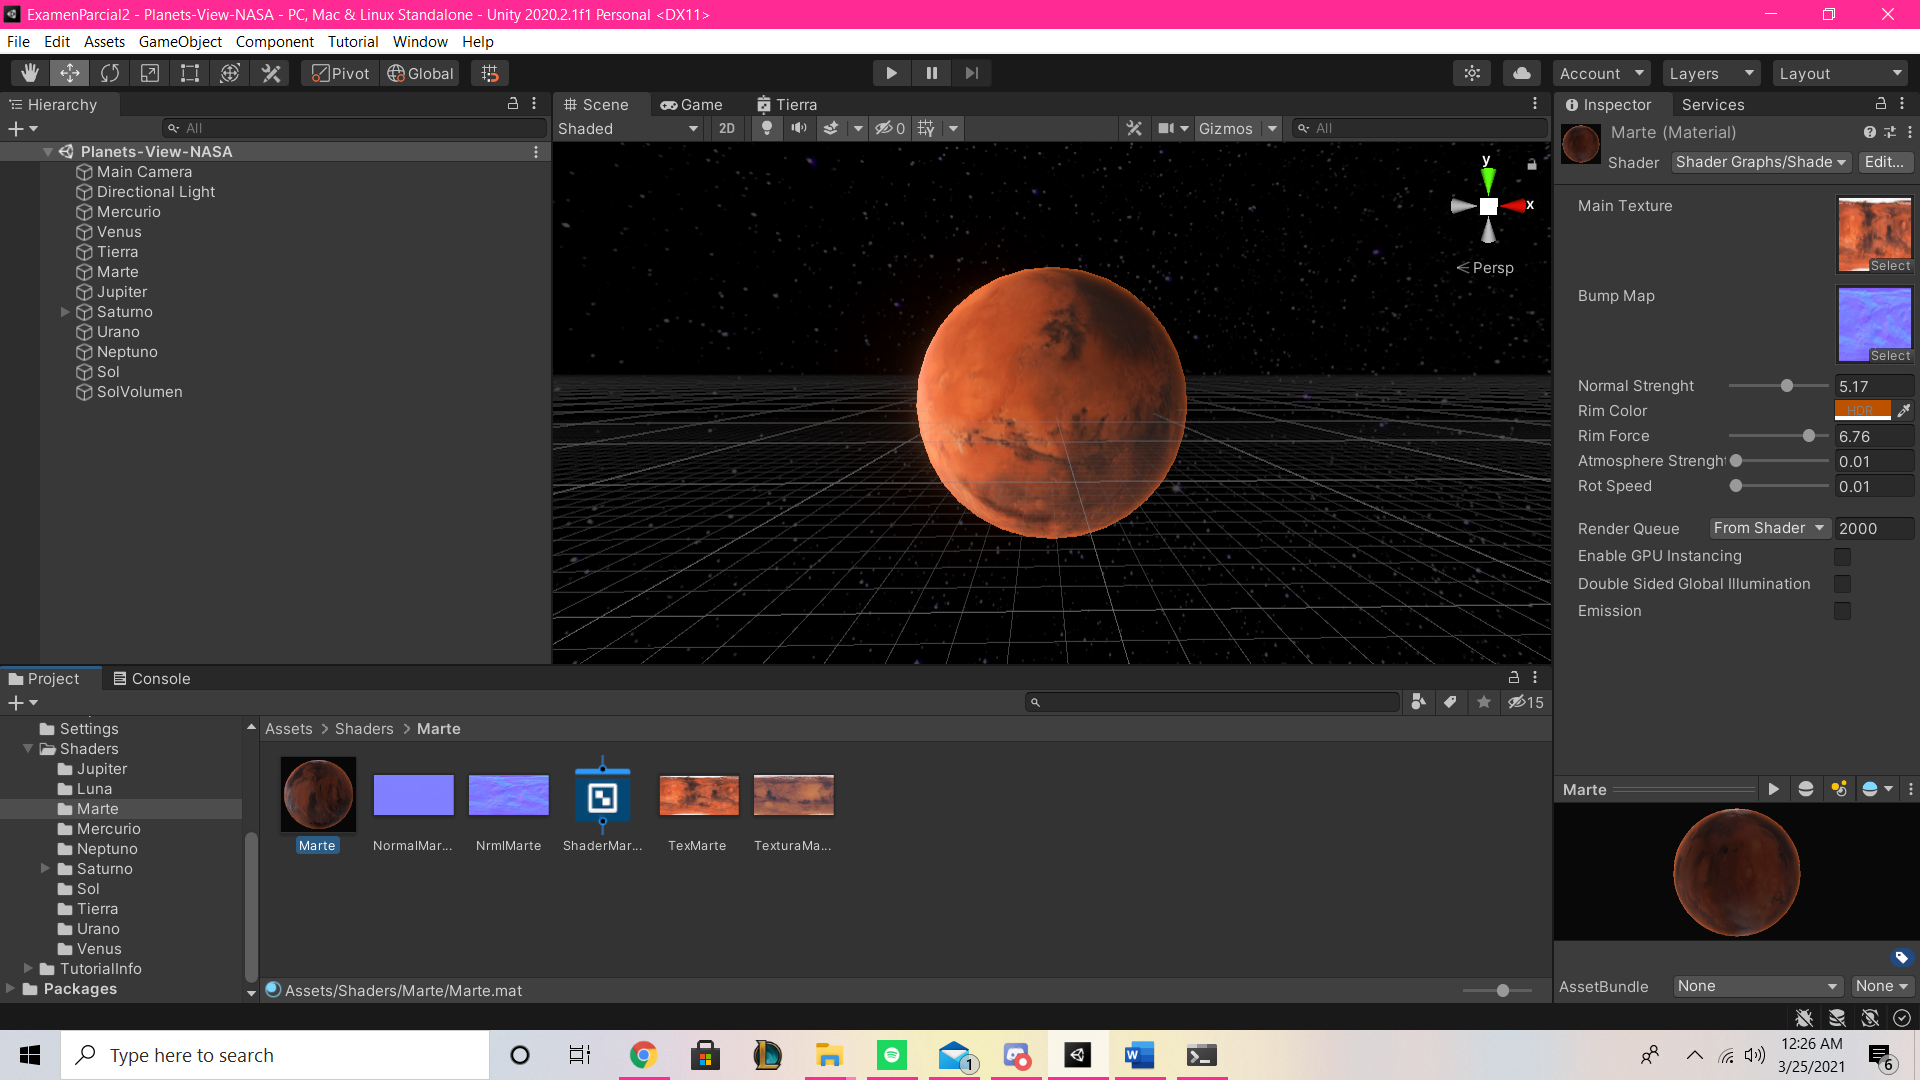 ExamenParcial2 - Planets-View-NASA - PC, Mac & Linux Standalone - Unity 2020.2.1f1 Personal <DX11>
File Edit Assets GameObject Component Tutorial Window Help
Pivot Global Account Layers Layout
Hierarchy
All
Planets-View-NASA
Main Camera
Directional Light
Mercurio
Venus
Tierra
Marte
Jupiter
Saturno
Urano
Neptuno
Sol
SolVolumen
Scene Game Tierra
Shaded 2D 0 Gizmos All
y
x
Persp
Inspector Services
Marte (Material)
Shader Shader Graphs/Shade Edit...
Main Texture
Select
Bump Map
Select
Normal Strenght 5.17
Rim Color HDR
Rim Force 6.76
Atmosphere Strenght 0.01
Rot Speed 0.01
Render Queue From Shader 2000
Enable GPU Instancing
Double Sided Global Illumination
Emission
Project Console
15
Settings
Shaders
Jupiter
Luna
Marte
Mercurio
Neptuno
Saturno
Sol
Tierra
Urano
Venus
TutorialInfo
Packages
Assets > Shaders > Marte
Marte NormalMar... NrmlMarte ShaderMar... TexMarte TexturaMa...
Assets/Shaders/Marte/Marte.mat
Marte
AssetBundle None None
Type here to search
1
12:26 AM
3/25/2021
6